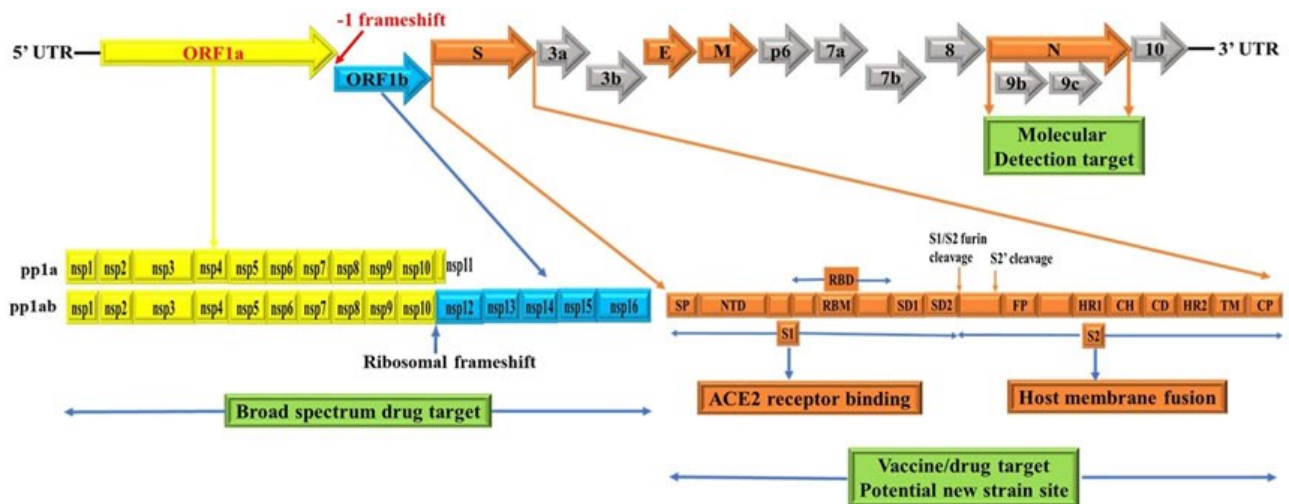 -1 frameshift
5’ UTR ORF1a ORF1b S 3a 3b E M p6 7a 7b 8 N 9b 9c 10 3’ UTR
Molecular
Detection target
pp1a nsp1 nsp2 nsp3 nsp4 nsp5 nsp6 nsp7 nsp8 nsp9 nsp10 nsp11
pp1ab nsp1 nsp2 nsp3 nsp4 nsp5 nsp6 nsp7 nsp8 nsp9 nsp10 nsp12 nsp13 nsp14 nsp15 nsp16
Ribosomal frameshift
Broad spectrum drug target
S1/S2 furin
cleavage
S2’ cleavage
RBD
SP NTD RBM SD1 SD2 FP HR1 CH CD HR2 TM CP
S1 S2
ACE2 receptor binding
Host membrane fusion
Vaccine/drug target
Potential new strain site